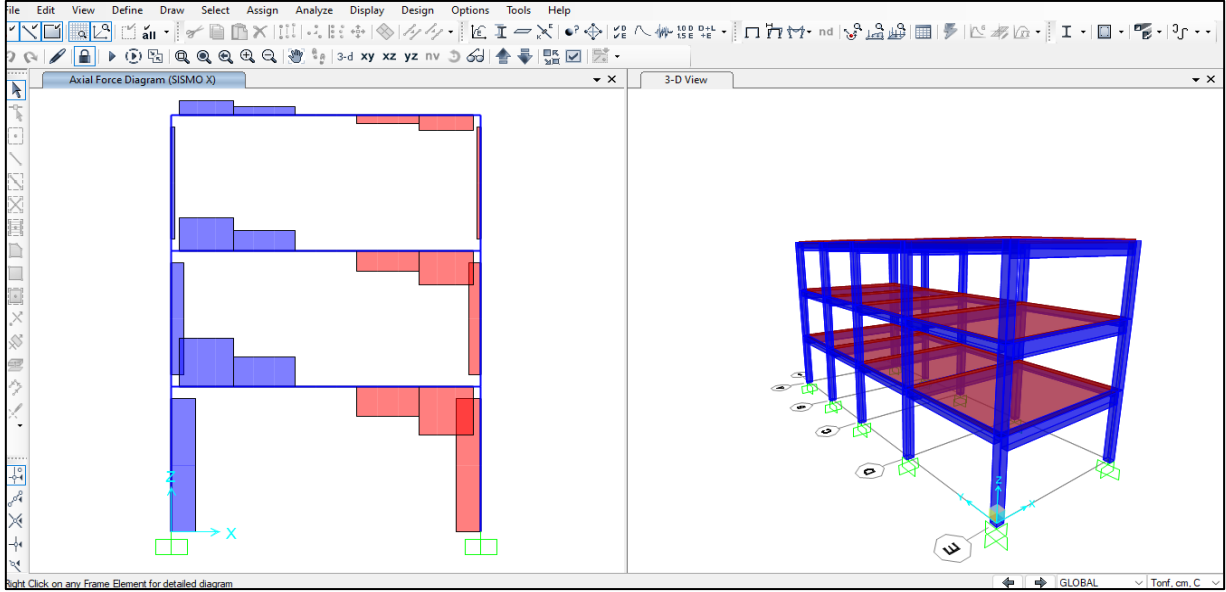 File Edit View Define Draw Select Assign Analyze Display Design Options Tools Help
all nd
3-d xy xz yz nv
Axial Force Diagram (SISMO X)
3-D View
Z
X
Z
Y
X
D
E
Right Click on any Frame Element for detailed diagram
GLOBAL
Tonf, cm, C